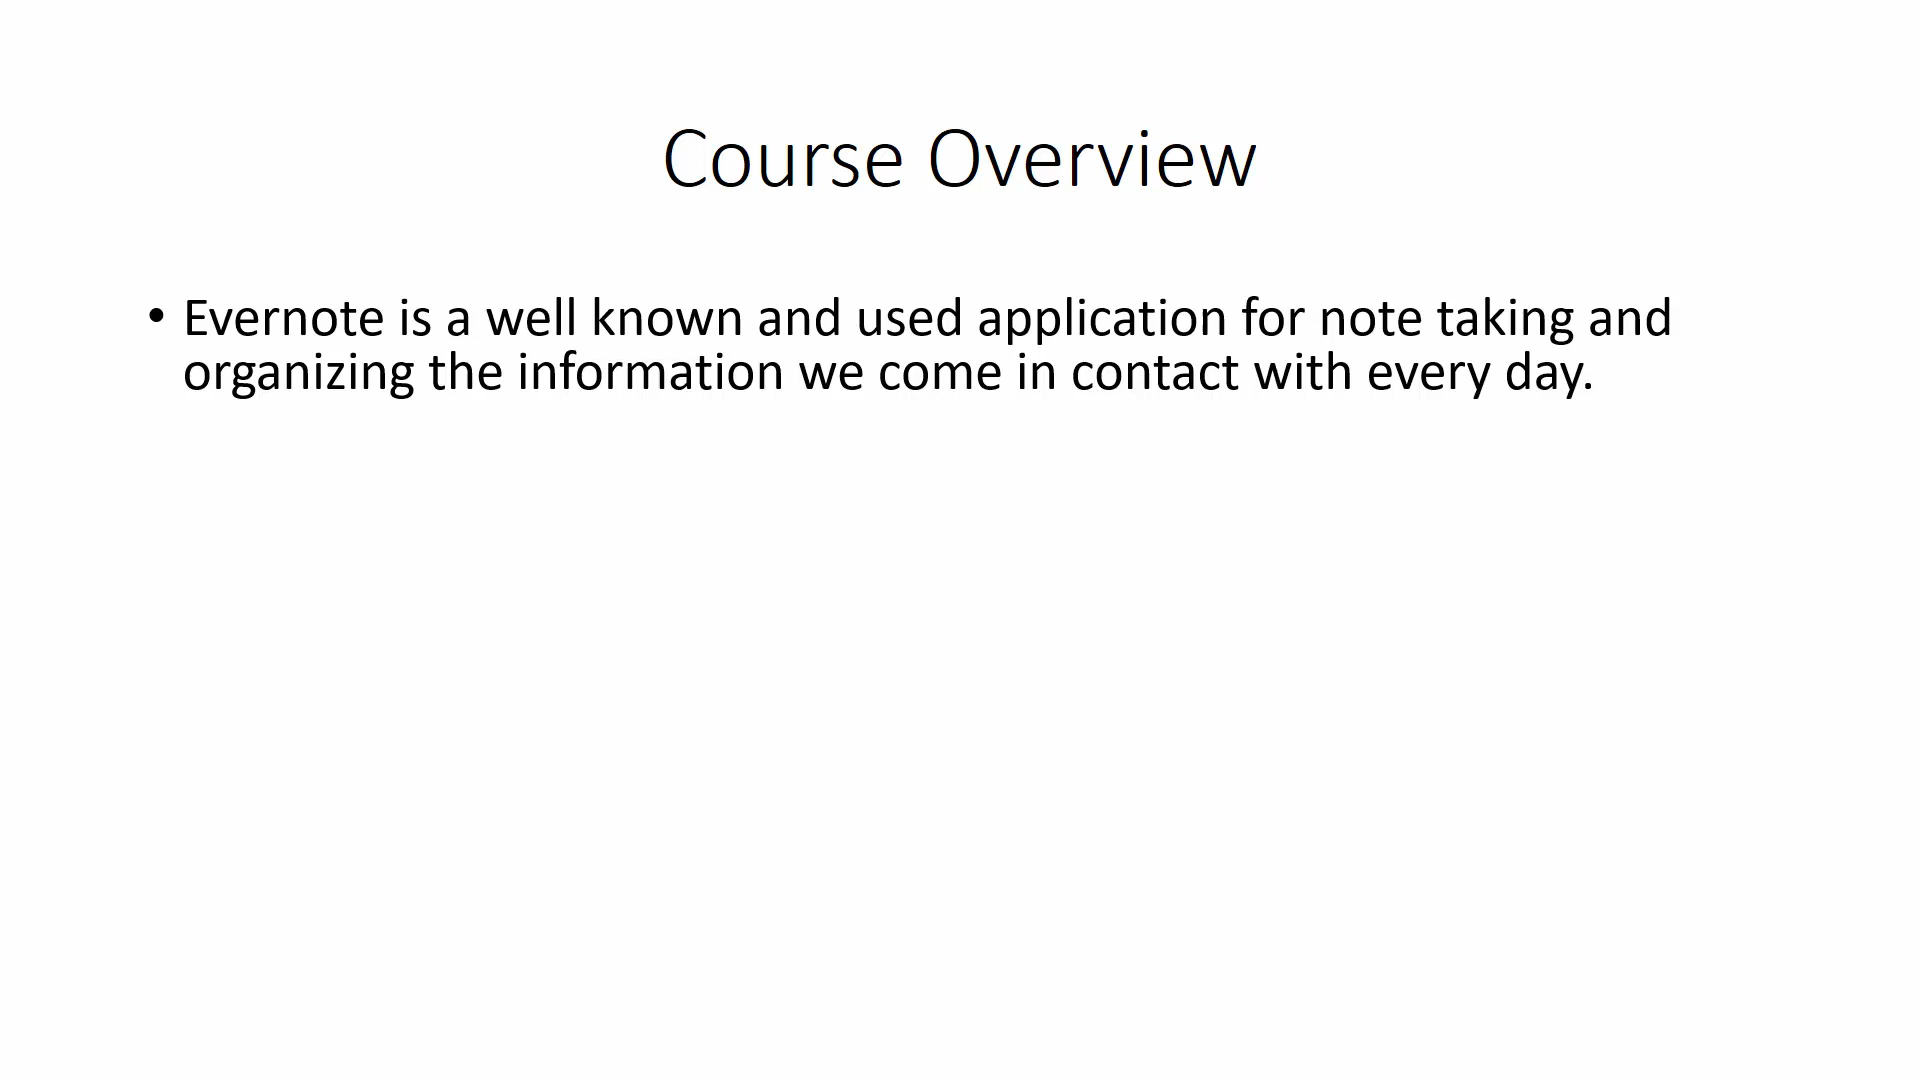 Course Overview
• Evernote is a well known and used application for note taking and
organizing the information we come in contact with every day.